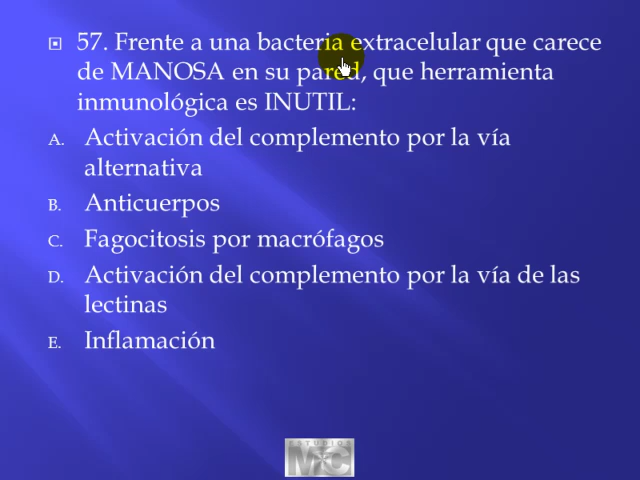 57. Frente a una bacteria extracelular que carece
de MANOSA en su pared, que herramienta
inmunológica es INUTIL:
A. Activación del complemento por la vía
alternativa
B. Anticuerpos
C. Fagocitosis por macrófagos
D. Activación del complemento por la vía de las
lectinas
E. Inflamación
ESTUDIOS
MC